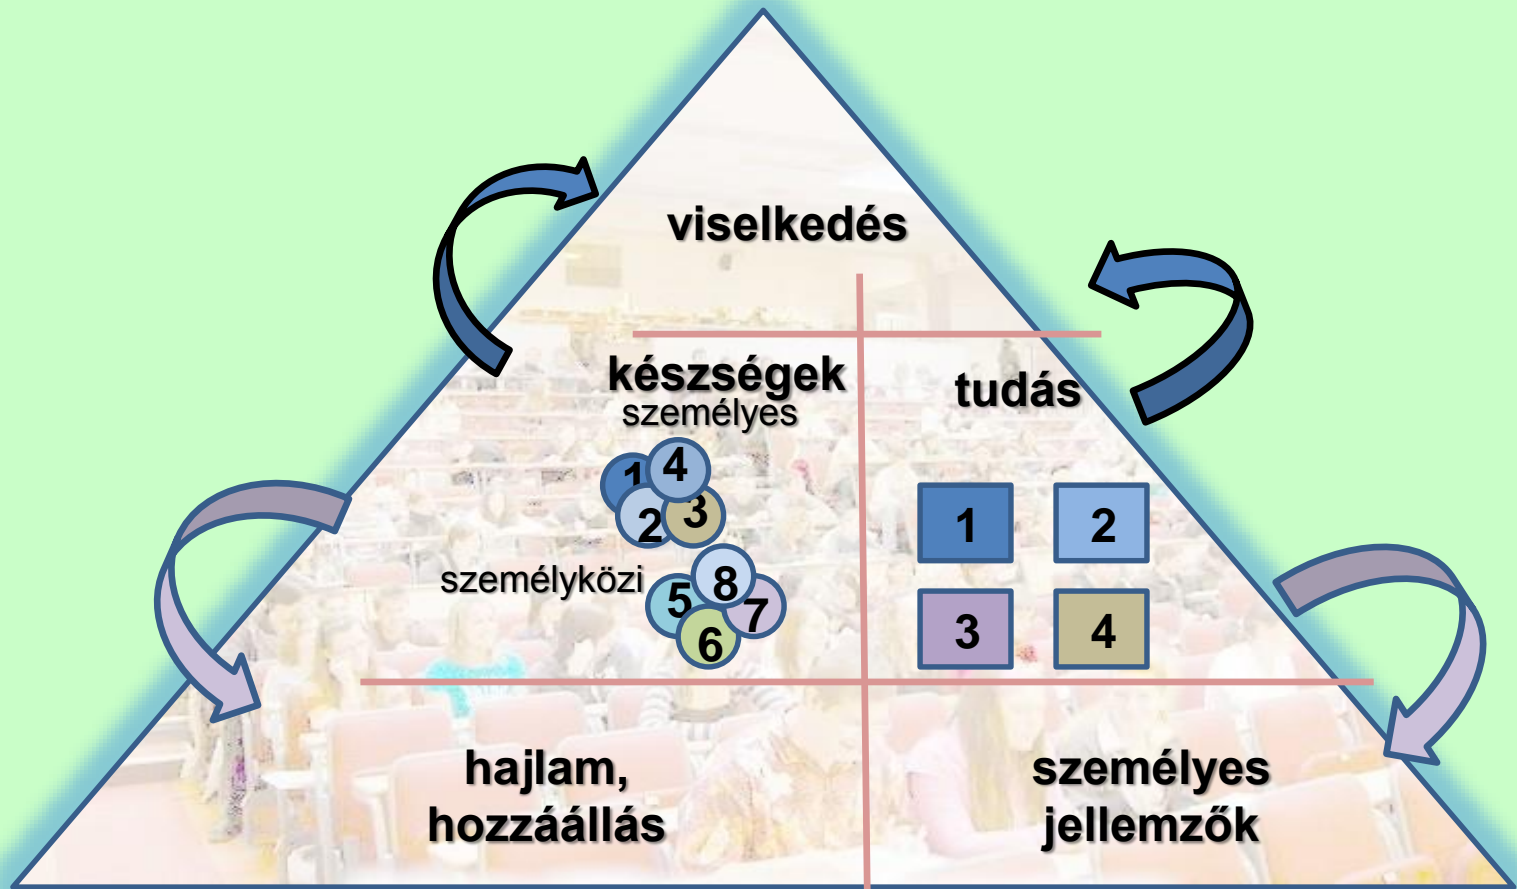 viselkedés
készségek
személyes
tudás
1 4
2 3
személyközi
5 8 7
6
1 2
3 4
hajlam,
hozzáállás
személyes
jellemzők